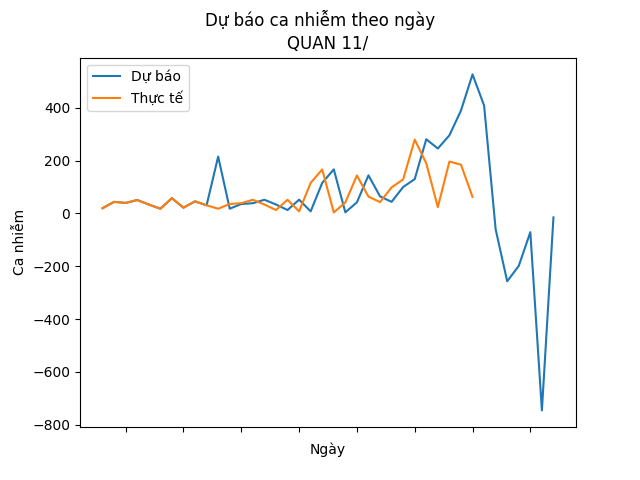 Dự báo ca nhiễm theo ngày
QUAN 11/
Dự báo
Thực tế
400
200
0
−200
−400
−600
−800
Ca nhiễm
Ngày